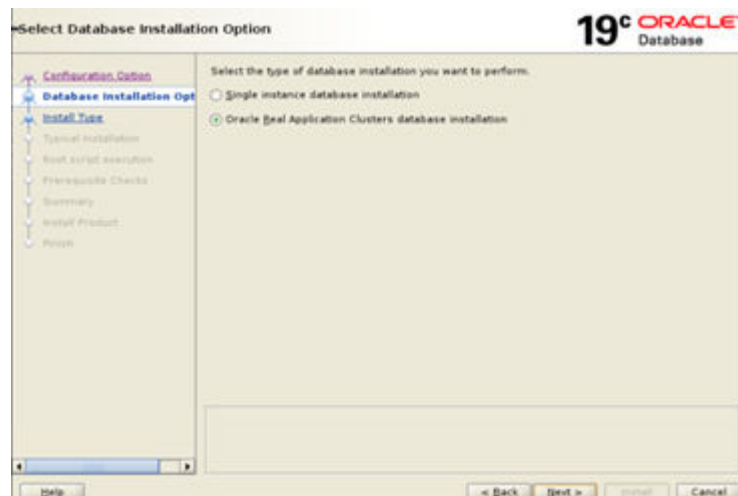 Select Database Installation Option
19c ORACLE
Database
Configuration Option
Database Installation Opt
Install Type
Typical Installation
Root script execution
Prerequisite Checks
Summary
Install Product
Finish
Select the type of database installation you want to perform.
Single instance database installation
Oracle Real Application Clusters database installation
Help
< Back
Next >
Install
Cancel